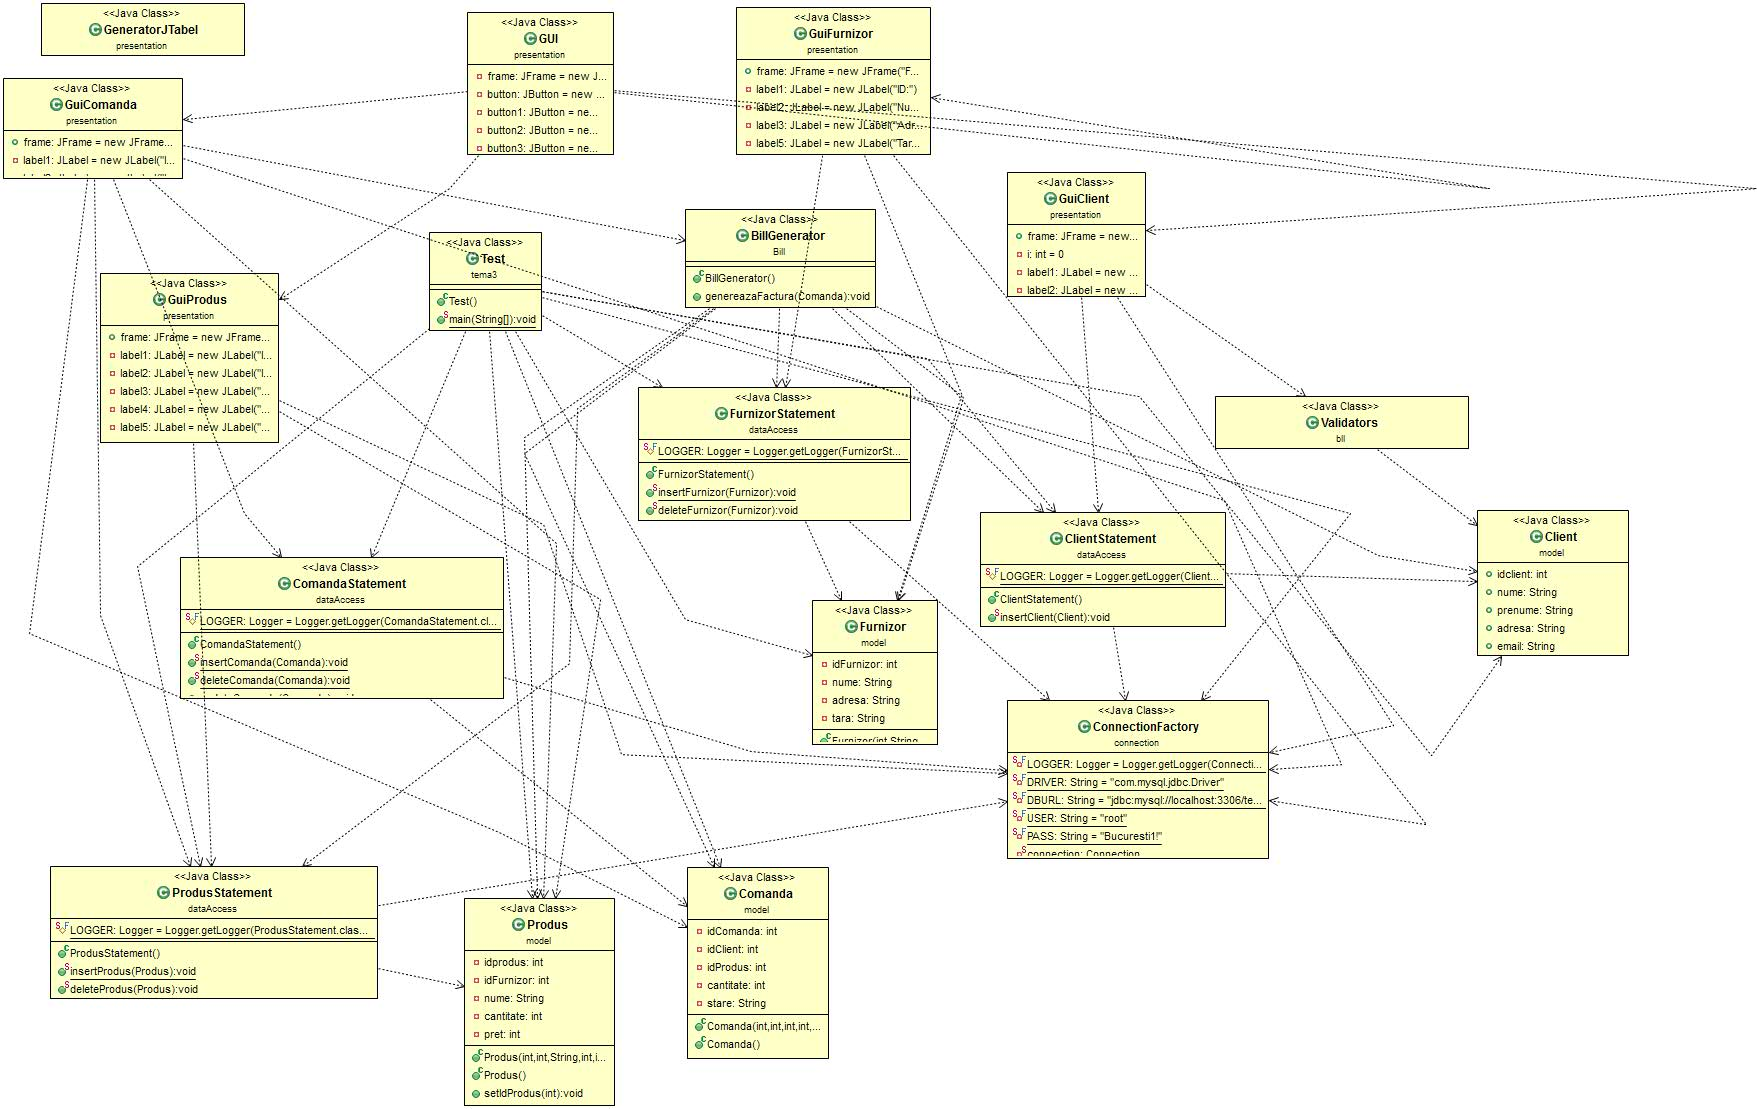 <<Java Class>>
GeneratorJTabel
presentation
<<Java Class>>
GUI
presentation
frame: JFrame = new J...
button: JButton = new ...
button1: JButton = ne...
button2: JButton = ne...
button3: JButton = ne...
<<Java Class>>
GuiFurnizor
presentation
frame: JFrame = new JFrame("F...
label1: JLabel = new JLabel("ID:")
label2: JLabel = new JLabel("Nu...
label3: JLabel = new JLabel("Adr...
label5: JLabel = new JLabel("Tar...
<<Java Class>>
GuiComanda
presentation
frame: JFrame = new JFrame...
label1: JLabel = new JLabel("I...
<<Java Class>>
GuiClient
presentation
frame: JFrame = new...
i: int = 0
label1: JLabel = new ...
label2: JLabel = new ...
<<Java Class>>
BillGenerator
Bill
BillGenerator()
genereazaFactura(Comanda):void
<<Java Class>>
Test
tema3
Test()
main(String[]):void
<<Java Class>>
GuiProdus
presentation
frame: JFrame = new JFrame...
label1: JLabel = new JLabel("I...
label2: JLabel = new JLabel("I...
label3: JLabel = new JLabel("...
label4: JLabel = new JLabel("...
label5: JLabel = new JLabel("...
<<Java Class>>
FurnizorStatement
dataAccess
LOGGER: Logger = Logger.getLogger(FurnizorSt...
FurnizorStatement()
insertFurnizor(Furnizor):void
deleteFurnizor(Furnizor):void
<<Java Class>>
Validators
bll
<<Java Class>>
ClientStatement
dataAccess
LOGGER: Logger = Logger.getLogger(Client...
ClientStatement()
insertClient(Client):void
<<Java Class>>
Client
model
idclient: int
nume: String
prenume: String
adresa: String
email: String
<<Java Class>>
ComandaStatement
dataAccess
LOGGER: Logger = Logger.getLogger(ComandaStatement.cl...
ComandaStatement()
insertComanda(Comanda):void
deleteComanda(Comanda):void
<<Java Class>>
Furnizor
model
idFurnizor: int
nume: String
adresa: String
tara: String
Furnizor(int,String
<<Java Class>>
ConnectionFactory
connection
LOGGER: Logger = Logger.getLogger(Connecti...
DRIVER: String = "com.mysql.jdbc.Driver"
DBURL: String = "jdbc:mysql://localhost:3306/te...
USER: String = "root"
PASS: String = "Bucuresti1!"
connection: Connection
<<Java Class>>
ProdusStatement
dataAccess
LOGGER: Logger = Logger.getLogger(ProdusStatement.clas...
ProdusStatement()
insertProdus(Produs):void
deleteProdus(Produs):void
<<Java Class>>
Produs
model
idprodus: int
idFurnizor: int
nume: String
cantitate: int
pret: int
Produs(int,int,String,int,i...
Produs()
setIdProdus(int):void
<<Java Class>>
Comanda
model
idComanda: int
idClient: int
idProdus: int
cantitate: int
stare: String
Comanda(int,int,int,int,...
Comanda()